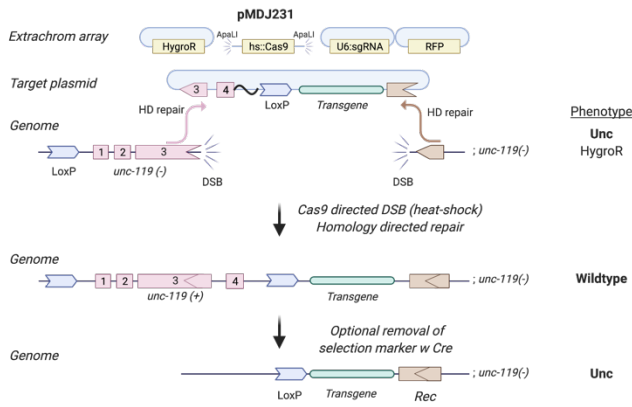 pMDJ231
Extrachrom array
HygroR
ApaLI
hs::Cas9
ApaLI
U6:sgRNA
RFP
Target plasmid
3
4
LoxP
Transgene
HD repair
HD repair
Genome
Phenotype
Unc
HygroR
1
2
3
LoxP
unc-119 (-)
DSB
DSB
; unc-119(-)
Cas9 directed DSB (heat-shock)
Homology directed repair
Genome
1
2
3
4
unc-119 (+)
Transgene
; unc-119(-)
Wildtype
Optional removal of
selection marker w Cre
Genome
LoxP
Transgene
Rec
; unc-119(-)
Unc